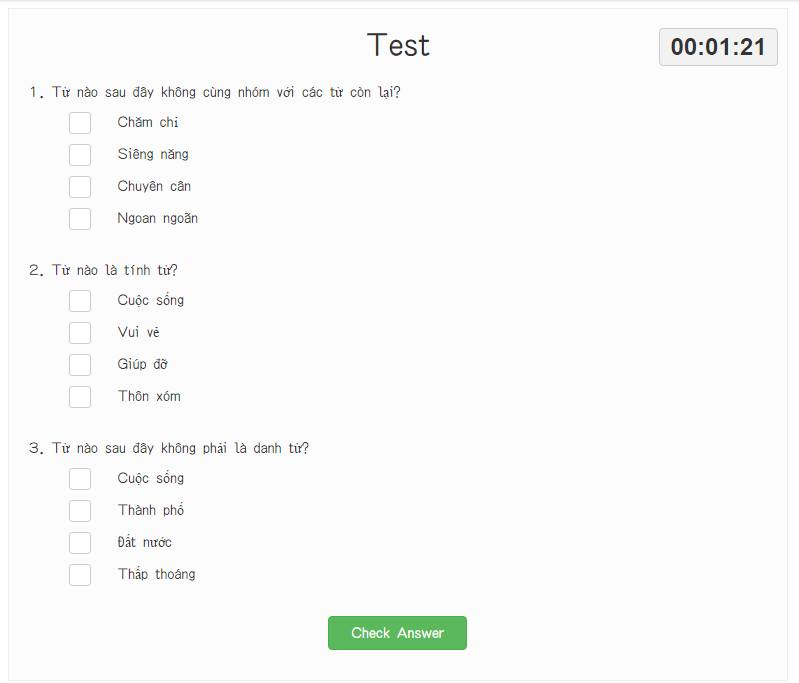 Test
00:01:21
1. Từ nào sau đây không cùng nhóm với các từ còn lại?
Chăm chỉ
Siêng năng
Chuyên cần
Ngoan ngoãn
2. Từ nào là tính từ?
Cuộc sống
Vui vẻ
Giúp đỡ
Thôn xóm
3. Từ nào sau đây không phải là danh từ?
Cuộc sống
Thành phố
Đất nước
Thấp thoáng
Check Answer